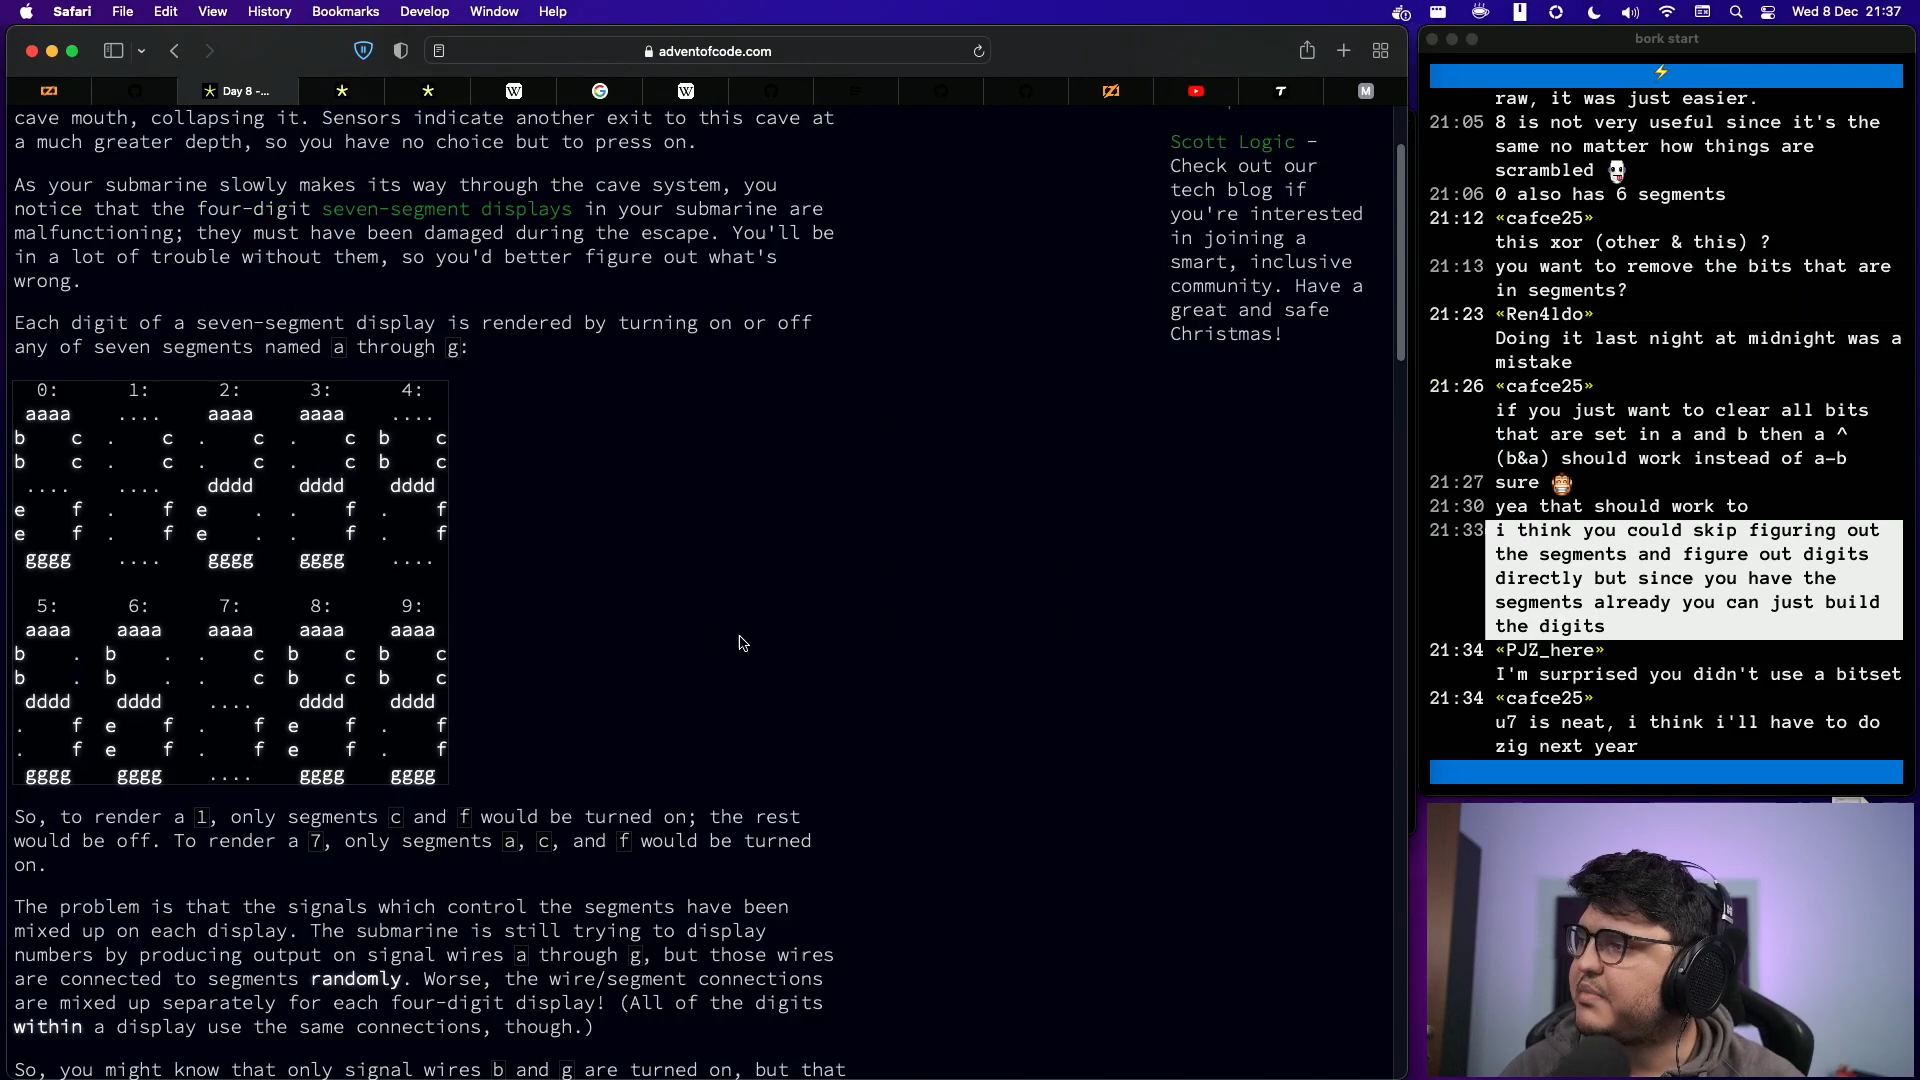 Safari File Edit View History Bookmarks Develop Window Help Wed 8 Dec 21:37
adventofcode.com
Day 8 -...
cave mouth, collapsing it. Sensors indicate another exit to this cave at
a much greater depth, so you have no choice but to press on.
As your submarine slowly makes its way through the cave system, you
notice that the four-digit seven-segment displays in your submarine are
malfunctioning; they must have been damaged during the escape. You'll be
in a lot of trouble without them, so you'd better figure out what's
wrong.
Each digit of a seven-segment display is rendered by turning on or off
any of seven segments named a through g:
0: 1: 2: 3: 4:
aaaa .... aaaa aaaa ....
b c . c . c . c b c
b c . c . c . c b c
.... .... dddd dddd dddd
e f . f e . . f . f
e f . f e . . f . f
gggg .... gggg gggg ....
5: 6: 7: 8: 9:
aaaa aaaa aaaa aaaa aaaa
b . b . . c b c b c
b . b . . c b c b c
dddd dddd .... dddd dddd
. f e f . f e f . f
. f e f . f e f . f
gggg gggg .... gggg gggg
So, to render a 1, only segments c and f would be turned on; the rest
would be off. To render a 7, only segments a, c, and f would be turned
on.
The problem is that the signals which control the segments have been
mixed up on each display. The submarine is still trying to display
numbers by producing output on signal wires a through g, but those wires
are connected to segments randomly. Worse, the wire/segment connections
are mixed up separately for each four-digit display! (All of the digits
within a display use the same connections, though.)
So, you might know that only signal wires b and g are turned on, but that
Scott Logic -
Check out our
tech blog if
you're interested
in joining a
smart, inclusive
community. Have a
great and safe
Christmas!
bork start
raw, it was just easier.
21:05 8 is not very useful since it's the
same no matter how things are
scrambled
21:06 0 also has 6 segments
21:12 «cafce25»
this xor (other & this) ?
21:13 you want to remove the bits that are
in segments?
21:23 «Ren4ldo»
Doing it last night at midnight was a
mistake
21:26 «cafce25»
if you just want to clear all bits
that are set in a and b then a ^
(b&a) should work instead of a-b
21:27 sure
21:30 yea that should work to
21:33 i think you could skip figuring out
the segments and figure out digits
directly but since you have the
segments already you can just build
the digits
21:34 «PJZ_here»
I'm surprised you didn't use a bitset
21:34 «cafce25»
u7 is neat, i think i'll have to do
zig next year